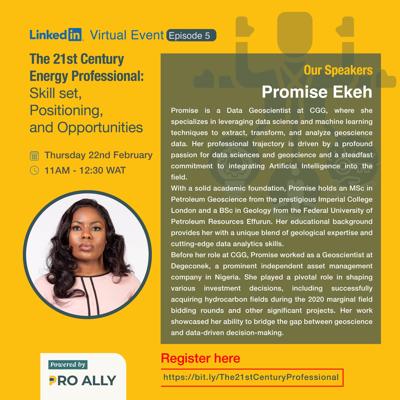 LinkedIn Virtual Event Episode 5
The 21st Century
Energy Professional:
Skill set,
Positioning,
and Opportunities
Thursday 22nd February
11AM - 12:30 WAT
Our Speakers
Promise Ekeh
Promise is a Data Geoscientist at CGG, where she
specializes in leveraging data science and machine learning
techniques to extract, transform, and analyze geoscience
data. Her professional trajectory is driven by a profound
passion for data sciences and geoscience and a steadfast
commitment to integrating Artificial Intelligence into the
field.
With a solid academic foundation, Promise holds an MSc in
Petroleum Geoscience from the prestigious Imperial College
London and a BSc in Geology from the Federal University of
Petroleum Resources Effurun. Her educational background
provides her with a unique blend of geological expertise and
cutting-edge data analytics skills.
Before her role at CGG, Promise worked as a Geoscientist at
Degeconek, a prominent independent asset management
company in Nigeria. She played a pivotal role in shaping
various investment decisions, including successfully
acquiring hydrocarbon fields during the 2020 marginal field
bidding rounds and other significant projects. Her work
showcased her ability to bridge the gap between geoscience
and data-driven decision-making.
Powered by
PRO ALLY
Register here
https://bit.ly/The21stCenturyProfessional